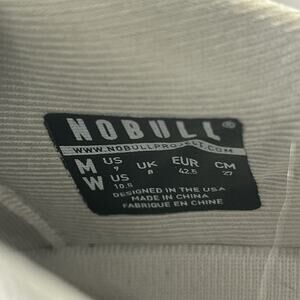 NOBULL®
WWW.NOBULLPROJECT.COM
M US 9 UK 8 EUR 42.5 CM 27
W US 10.5
DESIGNED IN THE USA
MADE IN CHINA
FABRIQUE EN CHINE